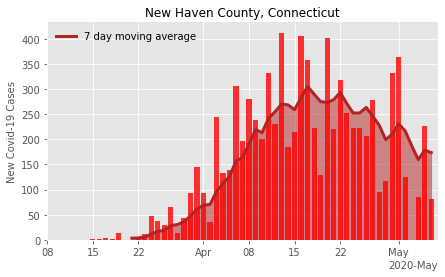 New Haven County, Connecticut
7 day moving average
New Covid-19 Cases
400
350
300
250
200
150
100
50
0
08 15 22 Apr 08 15 22 May
2020-May